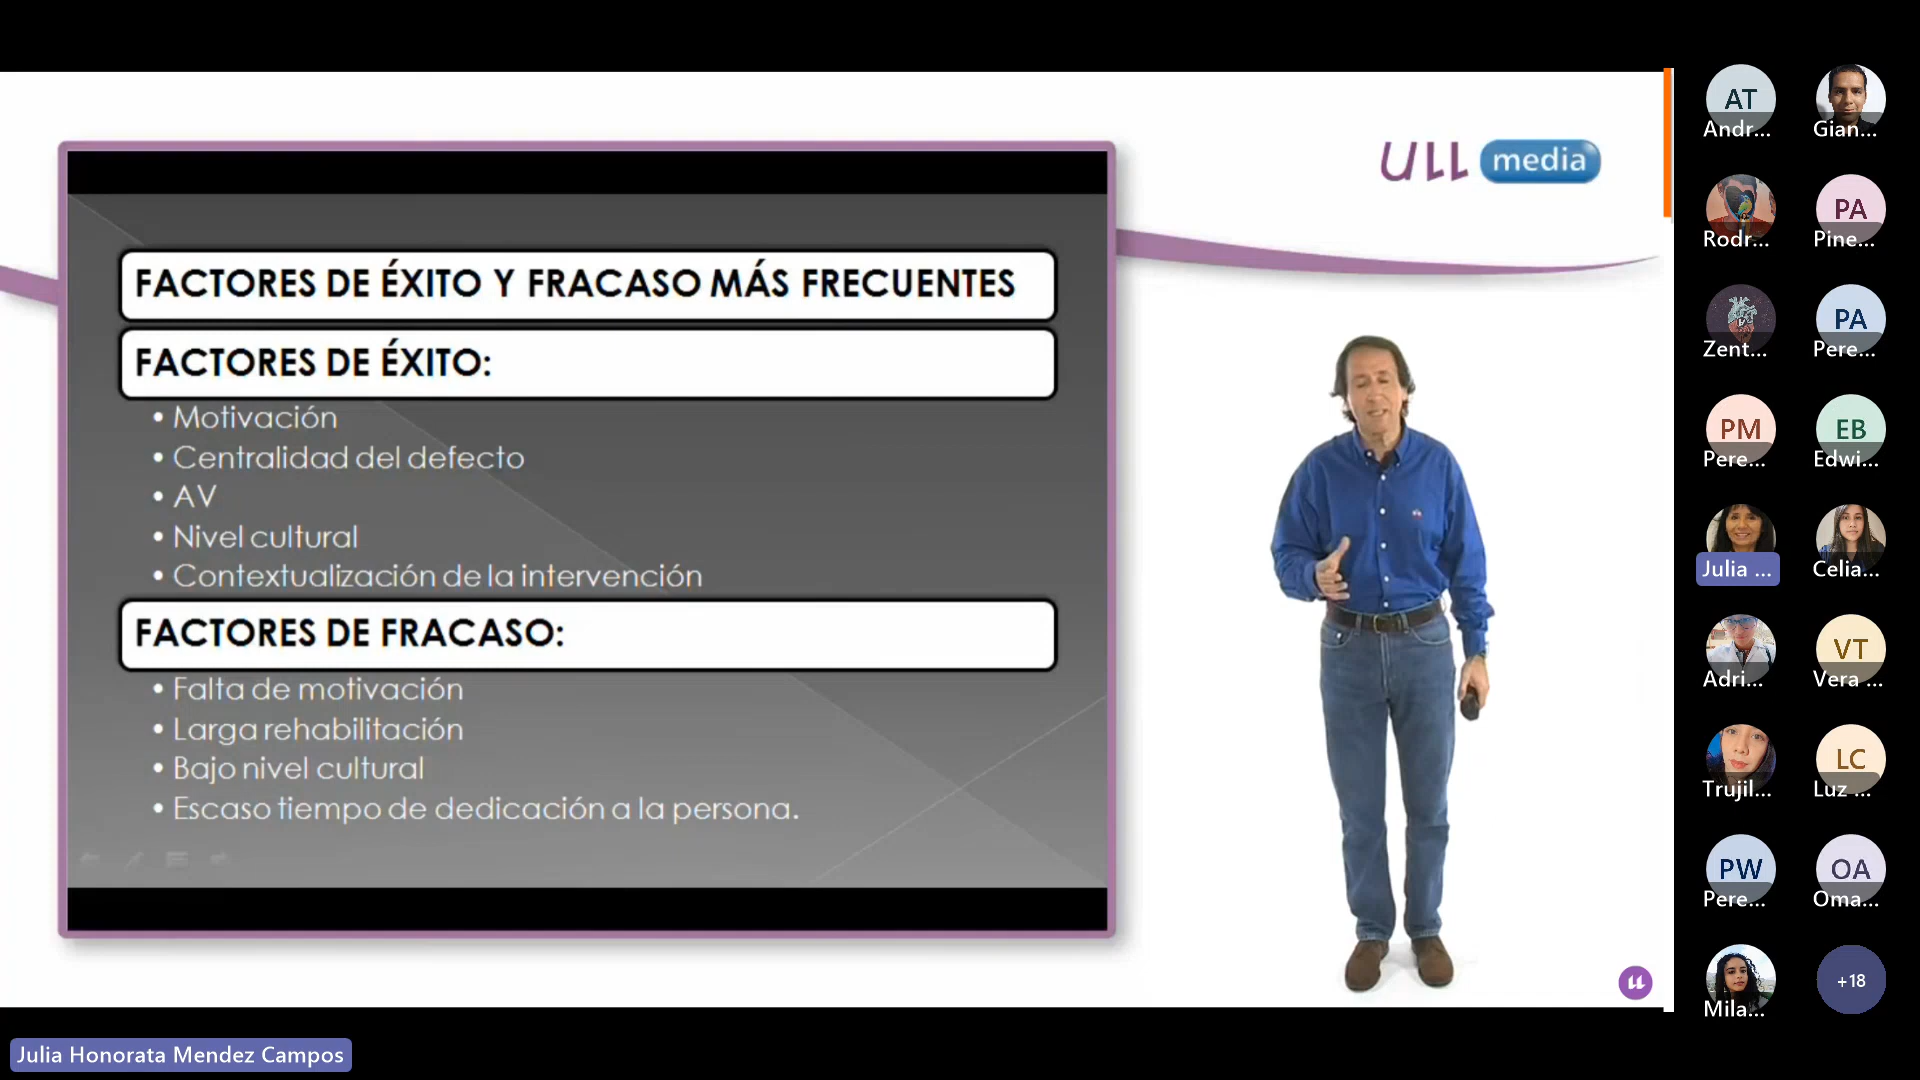 ULL media
FACTORES DE ÉXITO Y FRACASO MÁS FRECUENTES
FACTORES DE ÉXITO:
• Motivación
• Centralidad del defecto
• AV
• Nivel cultural
• Contextualización de la intervención
FACTORES DE FRACASO:
• Falta de motivación
• Larga rehabilitación
• Bajo nivel cultural
• Escaso tiempo de dedicación a la persona.
AT
Andr...
Gian...
Rodr...
PA
Pine...
Zent...
PA
Pere...
PM
Pere...
EB
Edwi...
Julia ...
Celia...
Adri...
VT
Vera ...
Trujil...
LC
Luz ...
PW
Pere...
OA
Oma...
Mila...
+18
Julia Honorata Mendez Campos